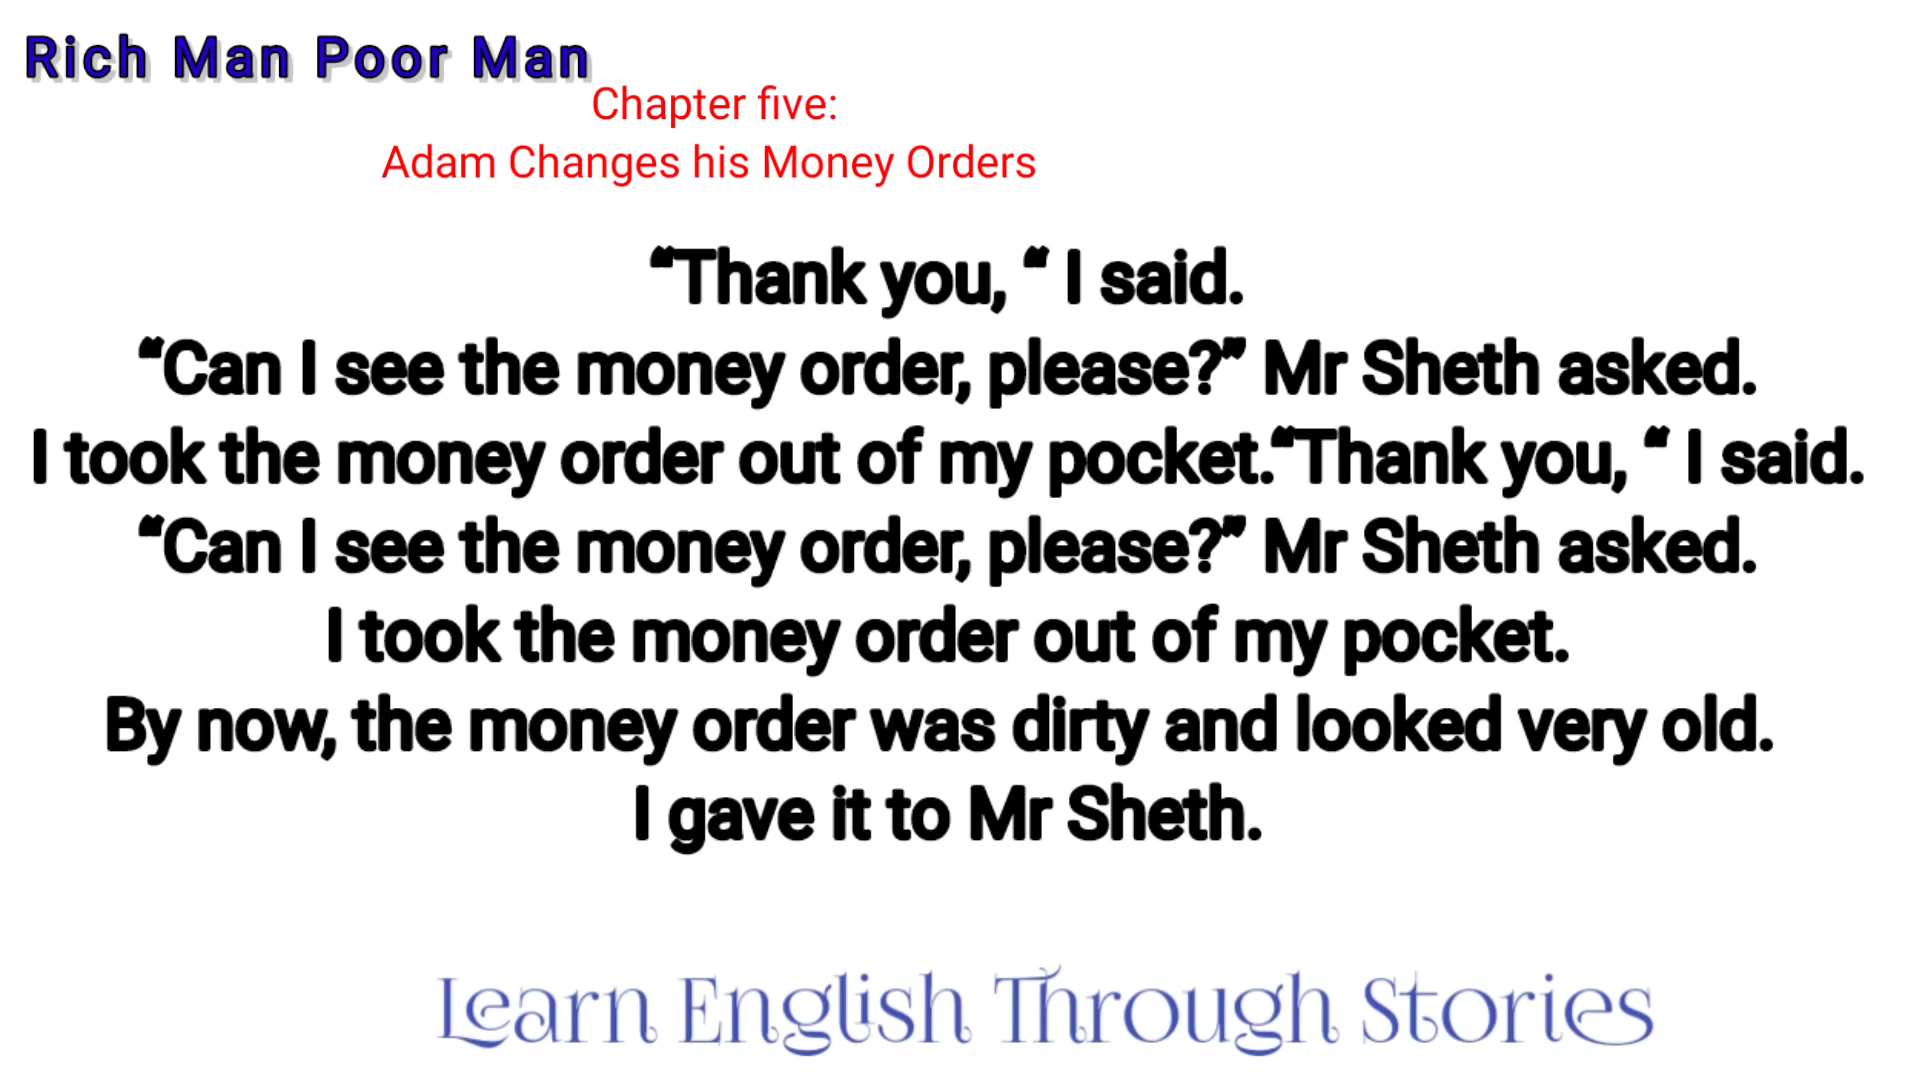 Rich Man Poor Man
Chapter five:
Adam Changes his Money Orders
“Thank you, “ I said.
“Can I see the money order, please?” Mr Sheth asked.
I took the money order out of my pocket.“Thank you, “ I said.
“Can I see the money order, please?” Mr Sheth asked.
I took the money order out of my pocket.
By now, the money order was dirty and looked very old.
I gave it to Mr Sheth.
Learn English Through Stories